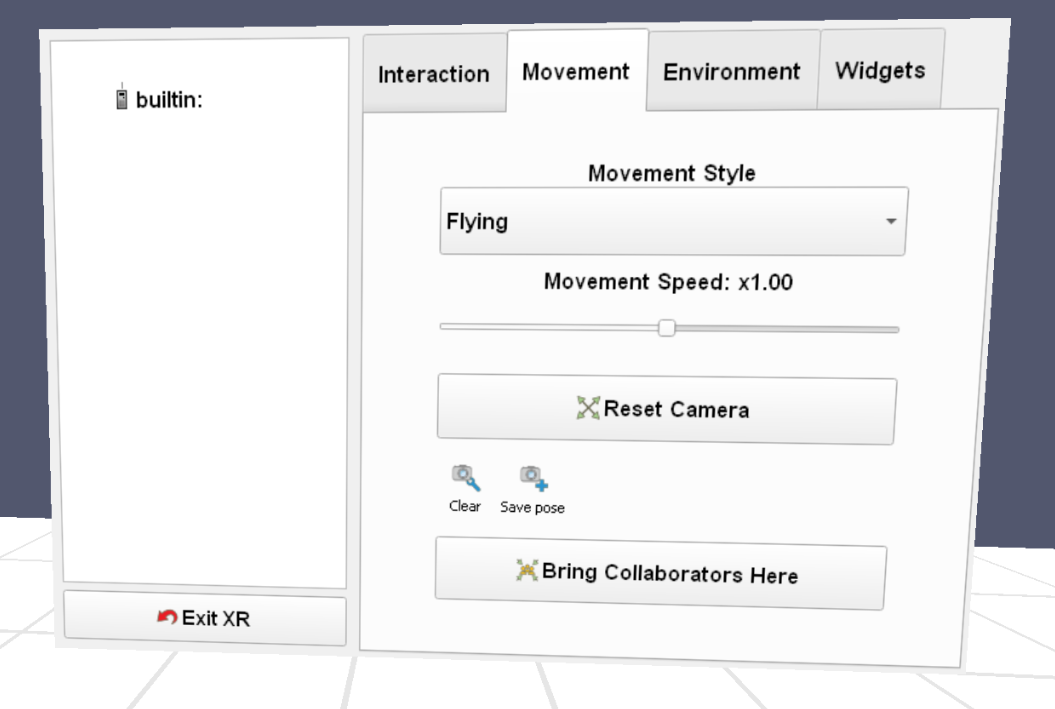 builtin:
Exit XR
Interaction
Movement
Environment
Widgets
Movement Style
Flying
Movement Speed: x1.00
Reset Camera
Clear
Save pose
Bring Collaborators Here